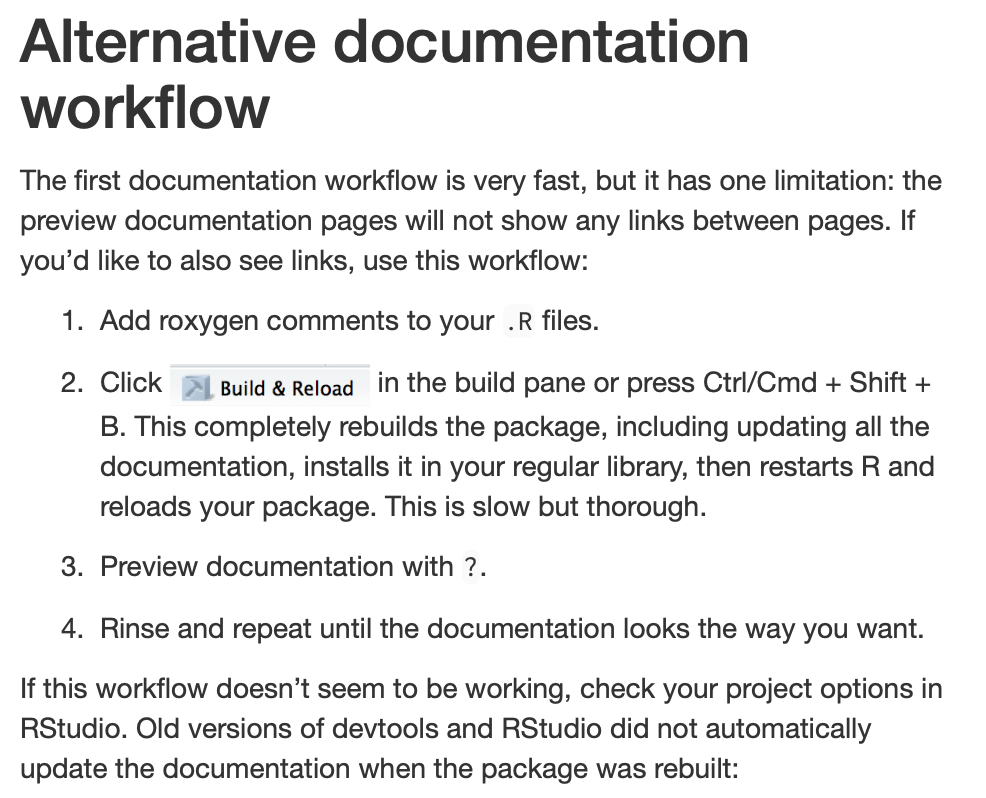 Alternative documentation
workflow
The first documentation workflow is very fast, but it has one limitation: the
preview documentation pages will not show any links between pages. If
you’d like to also see links, use this workflow:
1. Add roxygen comments to your .R files.
2. Click Build & Reload in the build pane or press Ctrl/Cmd + Shift +
B. This completely rebuilds the package, including updating all the
documentation, installs it in your regular library, then restarts R and
reloads your package. This is slow but thorough.
3. Preview documentation with ?.
4. Rinse and repeat until the documentation looks the way you want.
If this workflow doesn’t seem to be working, check your project options in
RStudio. Old versions of devtools and RStudio did not automatically
update the documentation when the package was rebuilt: